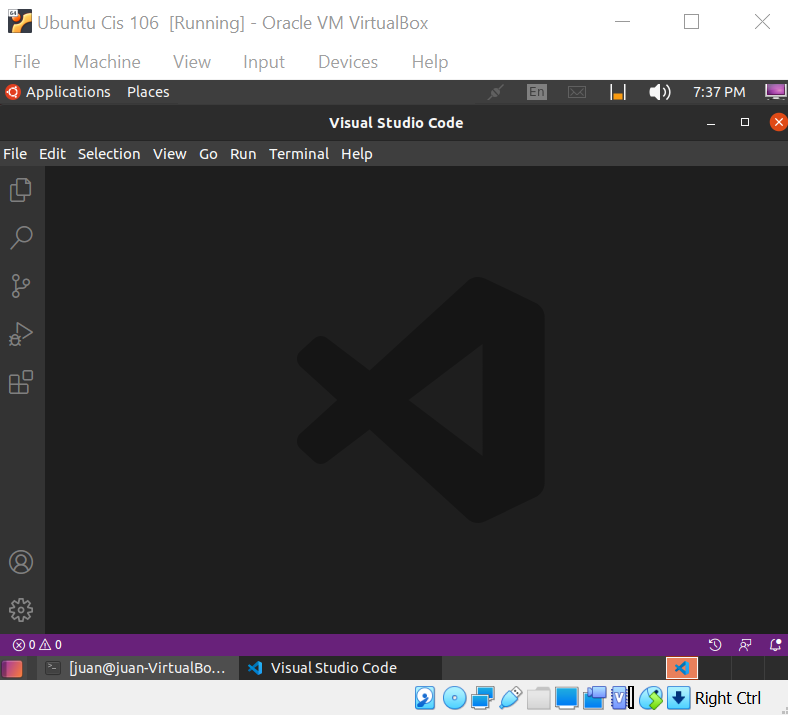 64
Ubuntu Cis 106 [Running] - Oracle VM VirtualBox
File Machine View Input Devices Help
Applications Places En 7:37 PM
Visual Studio Code
File Edit Selection View Go Run Terminal Help
0 0
[juan@juan-VirtualBo... Visual Studio Code
V Right Ctrl